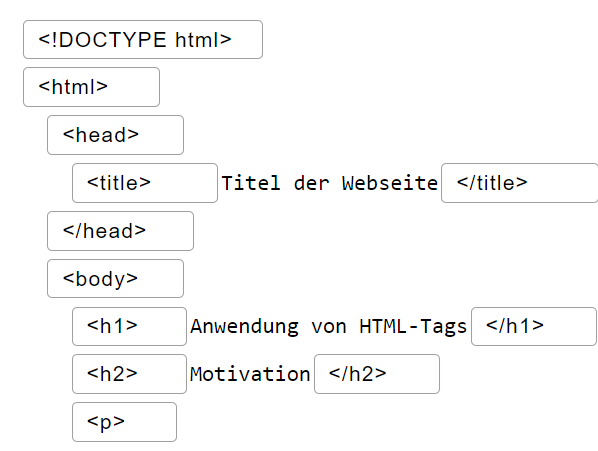 <!DOCTYPE html>
<html>
<head>
<title> Titel der Webseite </title>
</head>
<body>
<h1> Anwendung von HTML-Tags </h1>
<h2> Motivation </h2>
<p>